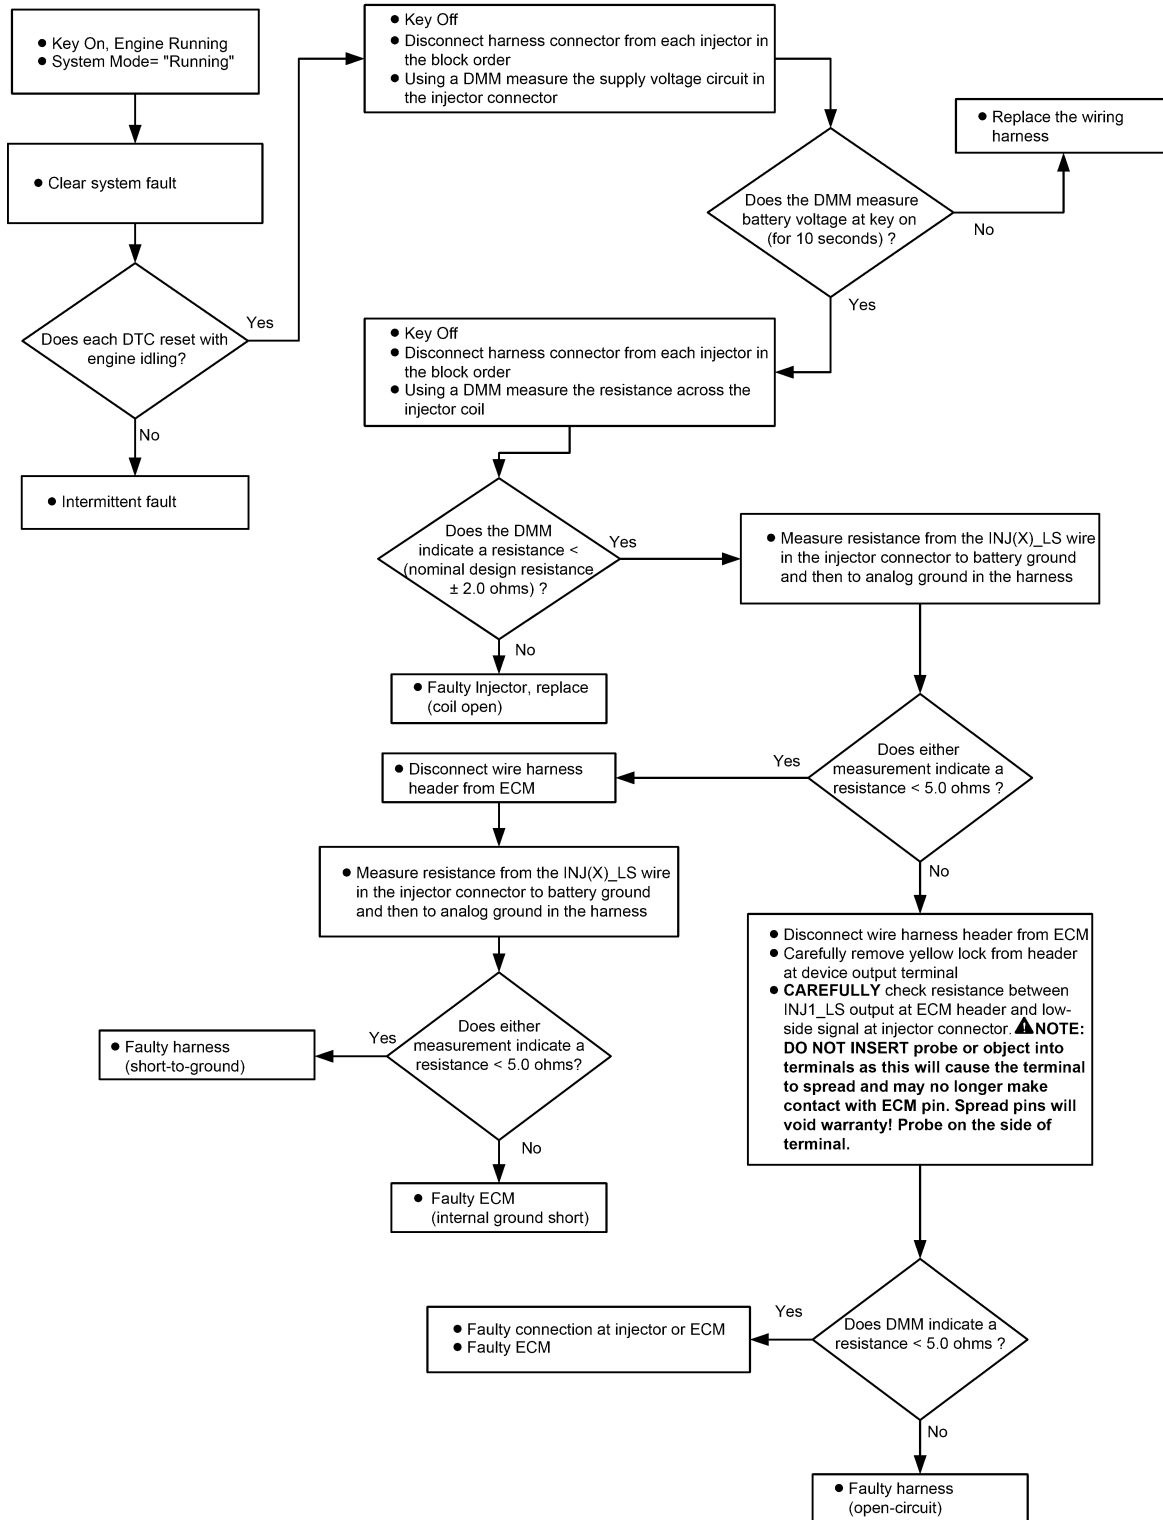 ● Key On, Engine Running
● System Mode= "Running"
● Clear system fault
Does each DTC reset with
engine idling?
Yes
No
● Intermittent fault
● Key Off
● Disconnect harness connector from each injector in
the block order
● Using a DMM measure the supply voltage circuit in
the injector connector
Does the DMM measure
battery voltage at key on
(for 10 seconds) ?
No
● Replace the wiring
harness
Yes
● Key Off
● Disconnect harness connector from each injector in
the block order
● Using a DMM measure the resistance across the
injector coil
Does the DMM
indicate a resistance <
(nominal design resistance
± 2.0 ohms) ?
Yes
No
● Faulty Injector, replace
(coil open)
● Measure resistance from the INJ(X)_LS wire
in the injector connector to battery ground
and then to analog ground in the harness
Does either
measurement indicate a
resistance < 5.0 ohms ?
Yes
No
● Disconnect wire harness
header from ECM
● Measure resistance from the INJ(X)_LS wire
in the injector connector to battery ground
and then to analog ground in the harness
Does either
measurement indicate a
resistance < 5.0 ohms?
Yes
● Faulty harness
(short-to-ground)
No
● Faulty ECM
(internal ground short)
● Disconnect wire harness header from ECM
● Carefully remove yellow lock from header
at device output terminal
● CAREFULLY check resistance between
INJ1_LS output at ECM header and low-
side signal at injector connector. ⚠NOTE:
DO NOT INSERT probe or object into
terminals as this will cause the terminal
to spread and may no longer make
contact with ECM pin. Spread pins will
void warranty! Probe on the side of
terminal.
Does DMM indicate a
resistance < 5.0 ohms ?
Yes
● Faulty connection at injector or ECM
● Faulty ECM
No
● Faulty harness
(open-circuit)